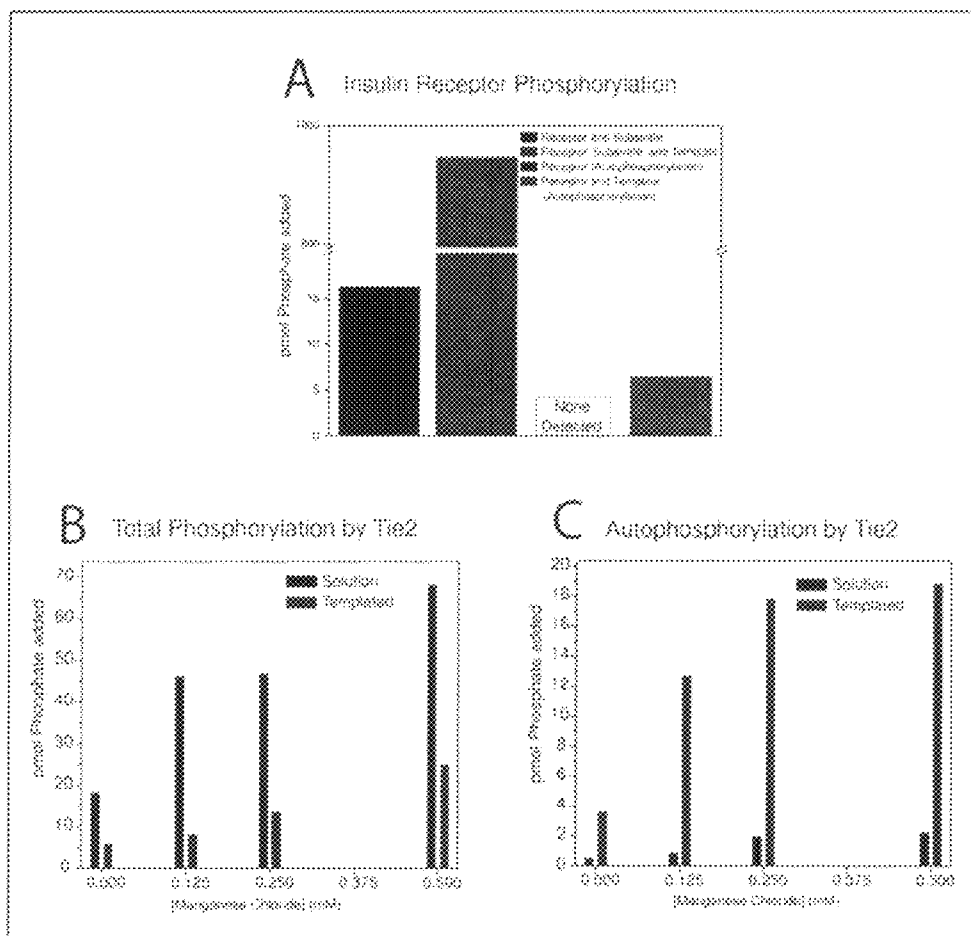 A Insulin Receptor Phosphorylation
pmol Phosphate added
Receptor and Substrate
Receptor, Substrate, and Template
Receptor (Autophosphorylation)
Receptor and Template
(Autophosphorylation)
15
10
5
0
None
Detected
B Total Phosphorylation by Tie2
pmol Phosphate added
70
60
50
40
30
20
10
0
Solution
Templated
0.000 0.125 0.250 0.375 0.500
[Manganese Chloride] (mM)
C Autophosphorylation by Tie2
pmol Phosphate added
20
18
16
14
12
10
8
6
4
2
0
Solution
Templated
0.000 0.125 0.250 0.375 0.500
[Manganese Chloride] (mM)